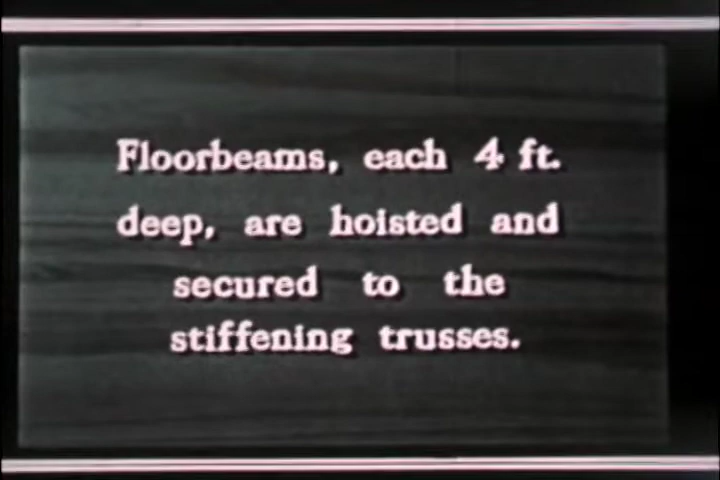 Floorbeams, each 4 ft.
deep, are hoisted and
secured to the
stiffening trusses.